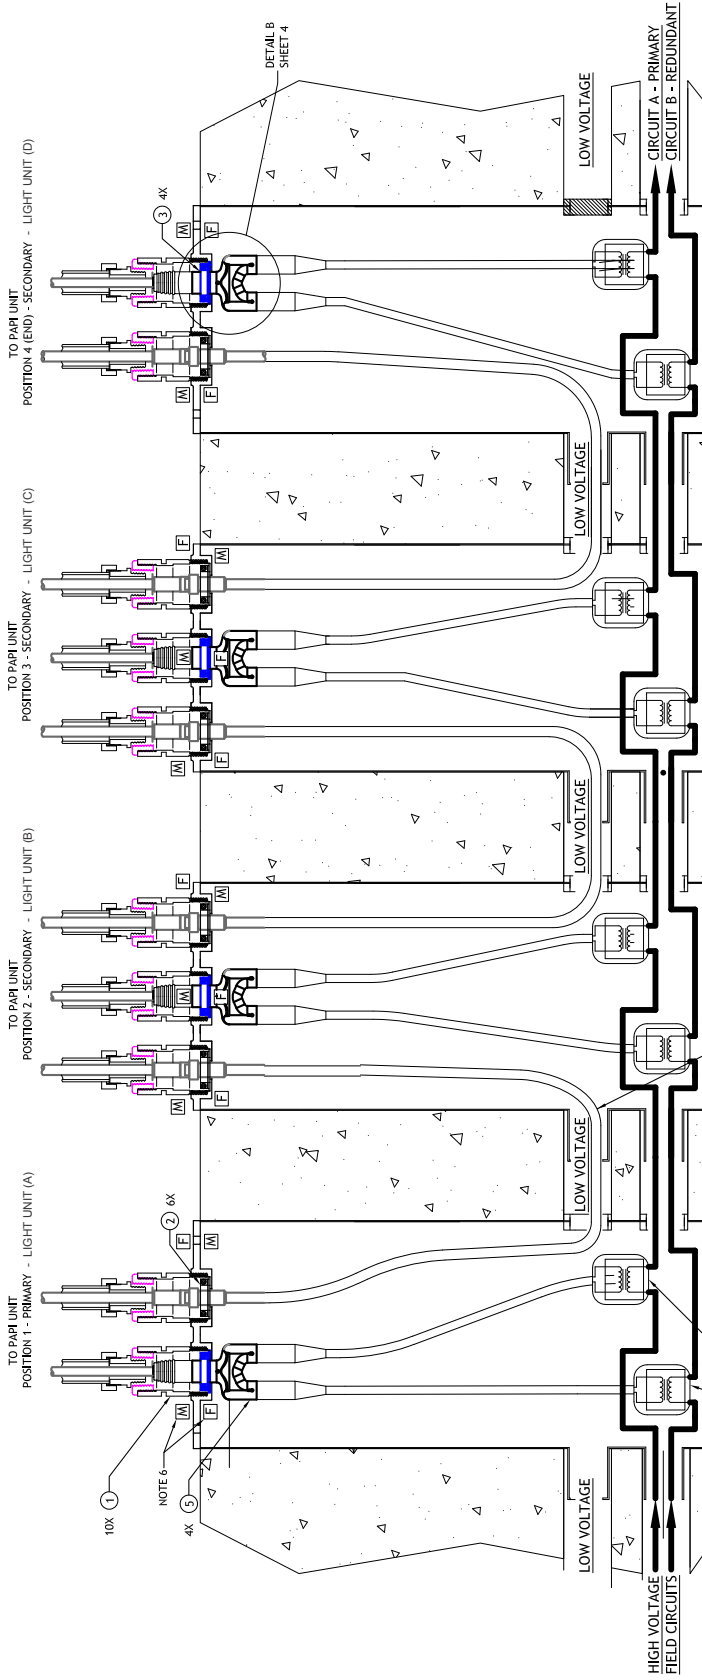 TO PAPI UNIT
POSITION 1 - PRIMARY - LIGHT UNIT (A)
TO PAPI UNIT
POSITION 2 - SECONDARY - LIGHT UNIT (B)
TO PAPI UNIT
POSITION 3 - SECONDARY - LIGHT UNIT (C)
TO PAPI UNIT
POSITION 4 (END) - SECONDARY - LIGHT UNIT (D)
10X 1
NOTE 6
4X 5
M
F
F
M
2 6X
M
F
M
F
F
M
M
F
M
F
F
M
M
F
M
F
3 4X
DETAIL B
SHEET 4
LOW VOLTAGE
LOW VOLTAGE
LOW VOLTAGE
LOW VOLTAGE
LOW VOLTAGE
HIGH VOLTAGE
FIELD CIRCUITS
CIRCUIT A - PRIMARY
CIRCUIT B - REDUNDANT